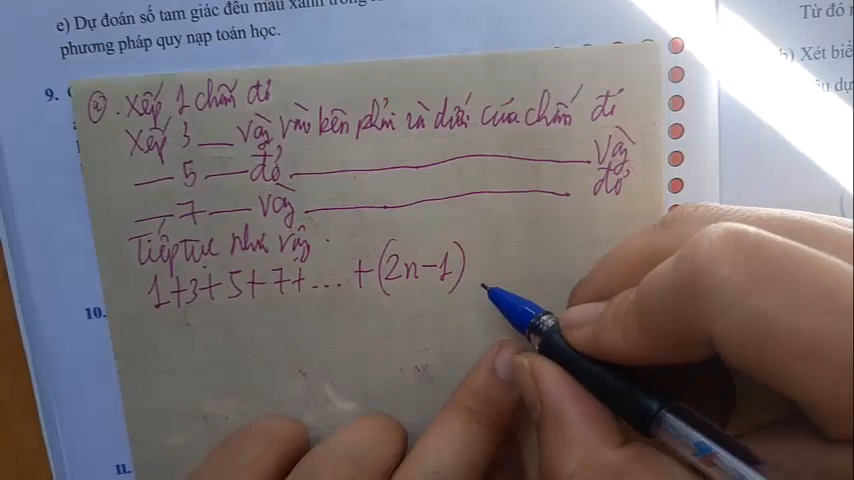 e) Dự đoán số tam giác đều màu xanh trong
phương pháp quy nạp toán học.
Từ đó
h) Xét biể
9.
a. Xếp 1 chấm đỏ
Xếp 3 — vàng vào bên phải và dưới của chấm đỏ
— 5 — đỏ — vàng
— 7 — vàng — đỏ
Tiếp tục như vậy.
1+3+5+7+...+(2n-1)
10.
11.